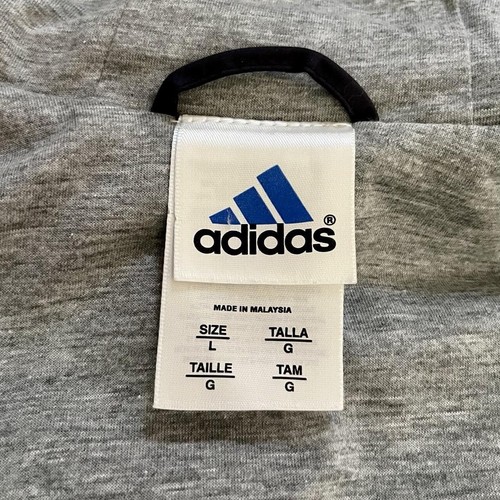 adidas®
MADE IN MALAYSIA
SIZE TALLA
L G
TAILLE TAM
G G